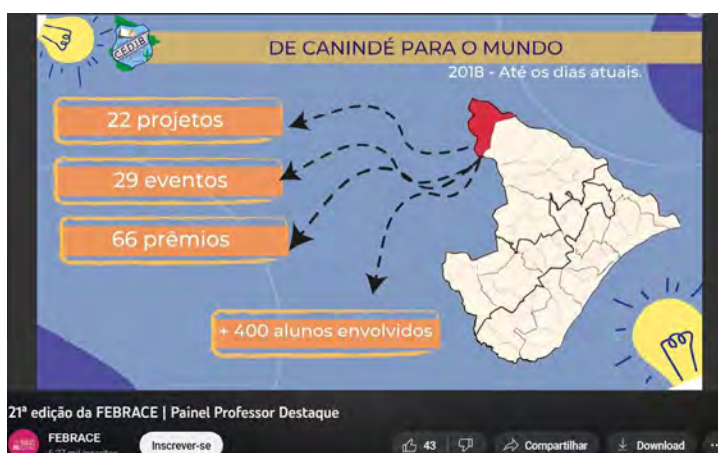 CEDIB
DE CANINDÉ PARA O MUNDO
2018 - Até os dias atuais.
22 projetos
29 eventos
66 prêmios
+ 400 alunos envolvidos
21ª edição da FEBRACE | Painel Professor Destaque
FEBRACE
Inscrever-se
43
Compartilhar
Download